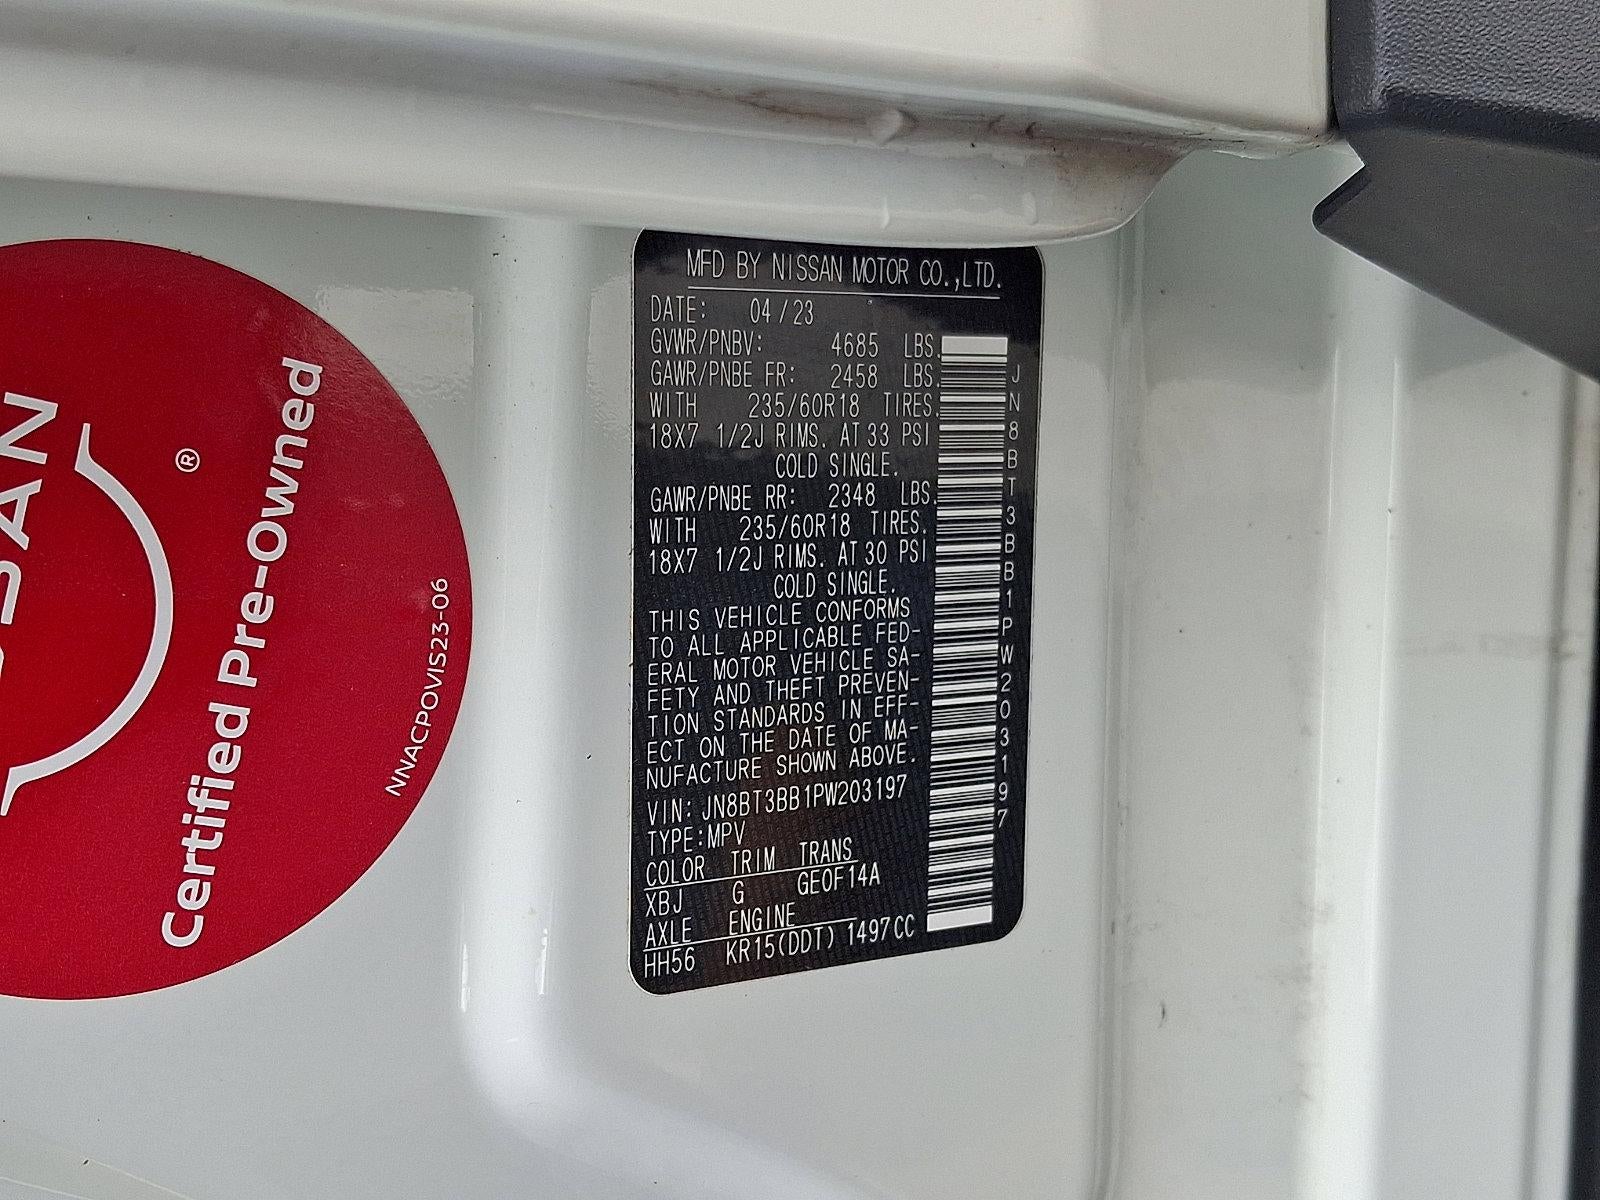 MFD BY NISSAN MOTOR CO.,LTD.
DATE: 04/23
GVWR/PNBV: 4685 LBS.
GAWR/PNBE FR: 2458 LBS.
WITH 235/60R18 TIRES.
18X7 1/2J RIMS. AT 33 PSI
COLD SINGLE.
GAWR/PNBE RR: 2348 LBS.
WITH 235/60R18 TIRES.
18X7 1/2J RIMS. AT 30 PSI
COLD SINGLE.
THIS VEHICLE CONFORMS
TO ALL APPLICABLE FED-
ERAL MOTOR VEHICLE SA-
FETY AND THEFT PREVEN-
TION STANDARDS IN EFF-
ECT ON THE DATE OF MA-
NUFACTURE SHOWN ABOVE.
VIN: JN8BT3BB1PW203197
TYPE:MPV
COLOR TRIM TRANS
XBJ G GE0F14A
AXLE ENGINE
HH56 KR15(DDT) 1497CC
JN8BT3BB1PW203197
®
Certified Pre-Owned
NNACPOVIS23-06